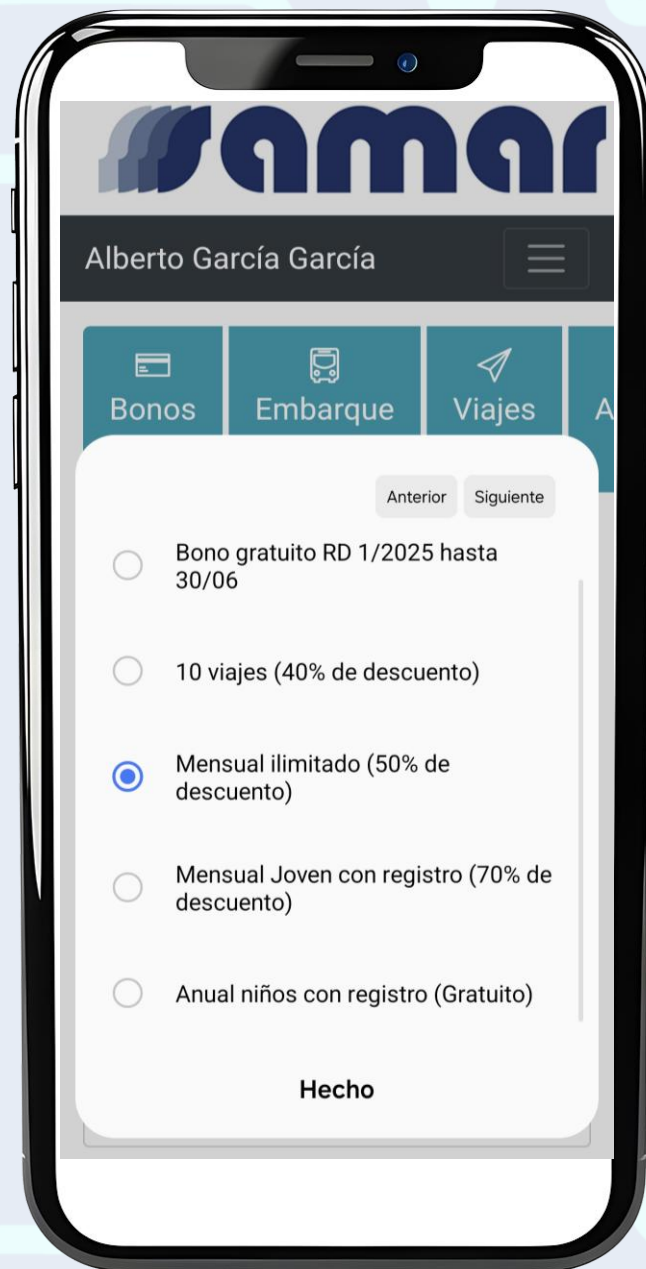 samar
Alberto García García
Bonos
Embarque
Viajes
A
Anterior
Siguiente
Bono gratuito RD 1/2025 hasta
30/06
10 viajes (40% de descuento)
Mensual ilimitado (50% de
descuento)
Mensual Joven con registro (70% de
descuento)
Anual niños con registro (Gratuito)
Hecho